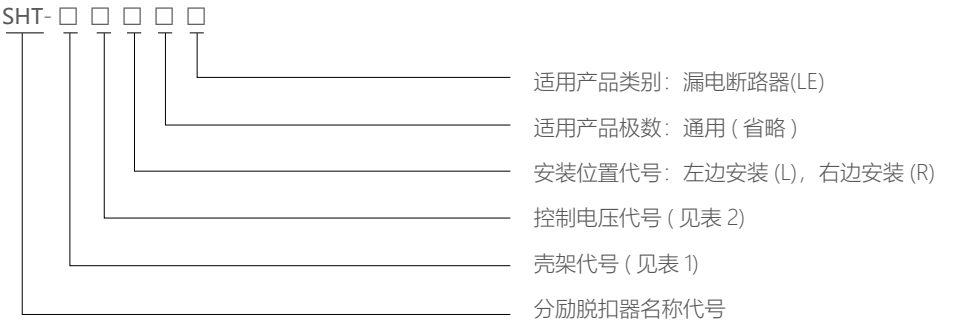 SHT- □ □ □ □ □
适用产品类别：漏电断路器(LE)
适用产品极数：通用 ( 省略 )
安装位置代号：左边安装 (L)，右边安装 (R)
控制电压代号 ( 见表 2)
壳架代号 ( 见表 1)
分励脱扣器名称代号